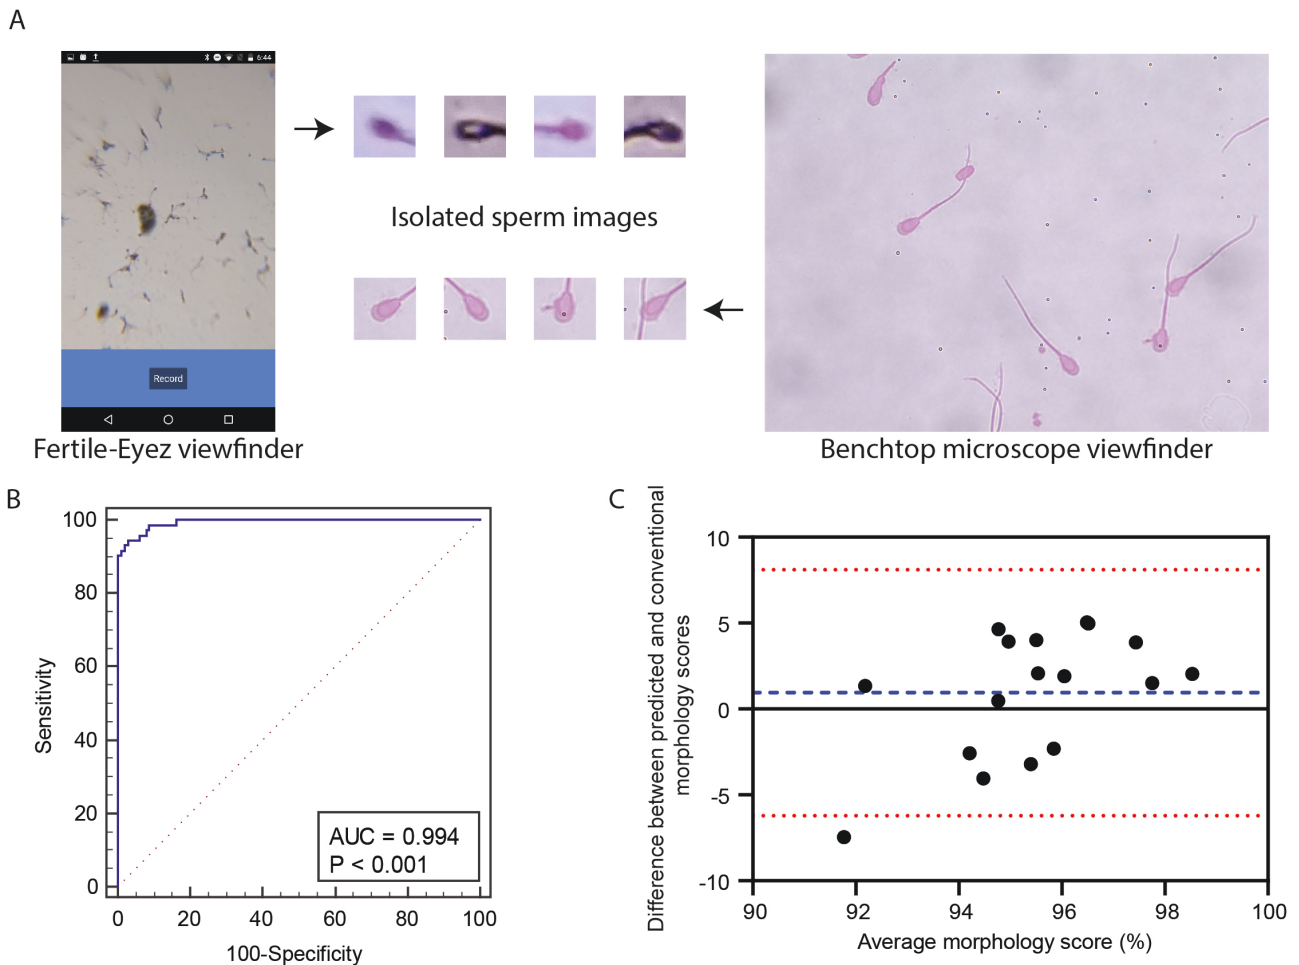 A
6:44
Record
Isolated sperm images
Fertile-Eyez viewfinder
Benchtop microscope viewfinder
B
100
80
60
40
20
0
Sensitivity
AUC = 0.994
P < 0.001
0 20 40 60 80 100
100-Specificity
C
Difference between predicted and conventional
morphology scores
10
5
0
-5
-10
90 92 94 96 98 100
Average morphology score (%)